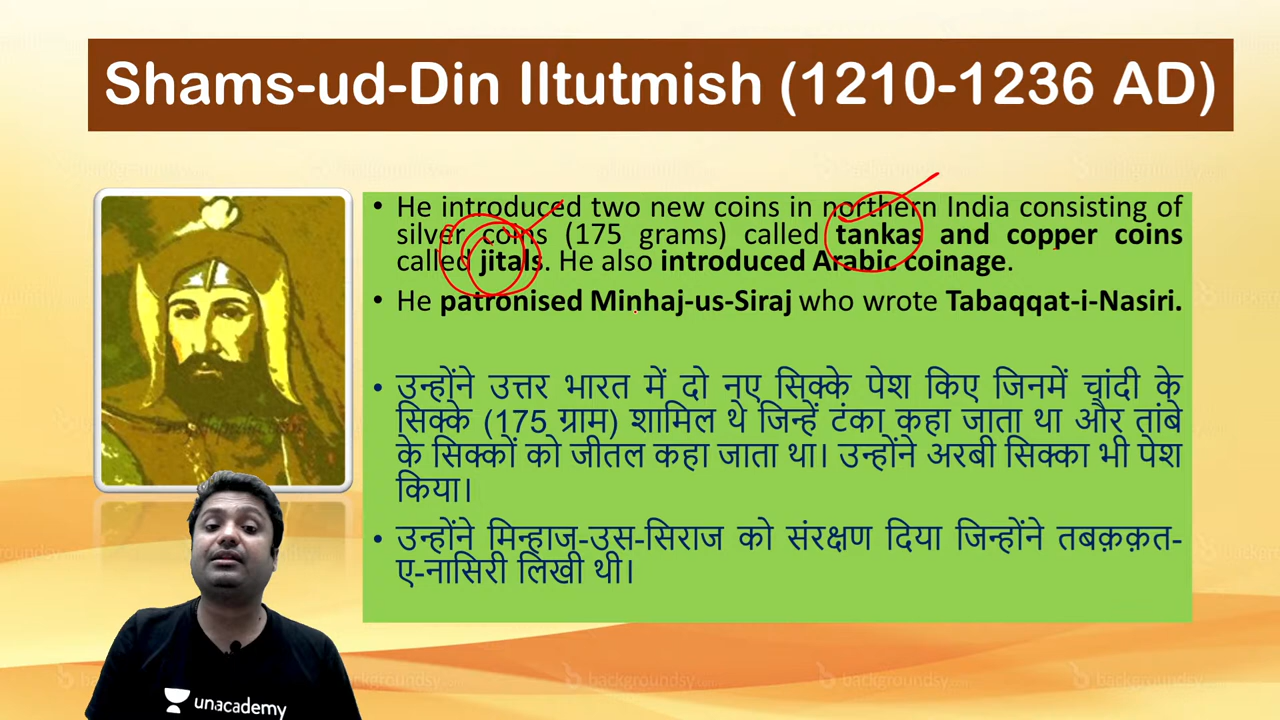 Shams-ud-Din Iltutmish (1210-1236 AD)
• He introduced two new coins in northern India consisting of
silver coins (175 grams) called tankas and copper coins
called jitals. He also introduced Arabic coinage.
• He patronised Minhaj-us-Siraj who wrote Tabaqqat-i-Nasiri.
• उन्होंने उत्तर भारत में दो नए सिक्के पेश किए जिनमें चांदी के
सिक्के (175 ग्राम) शामिल थे जिन्हें टंका कहा जाता था और तांबे
के सिक्कों को जीतल कहा जाता था। उन्होंने अरबी सिक्का भी पेश
किया।
• उन्होंने मिन्हाज-उस-सिराज को संरक्षण दिया जिन्होंने तबक़क़त-
ए-नासिरी लिखी थी।
unacademy
backgroundsy.com